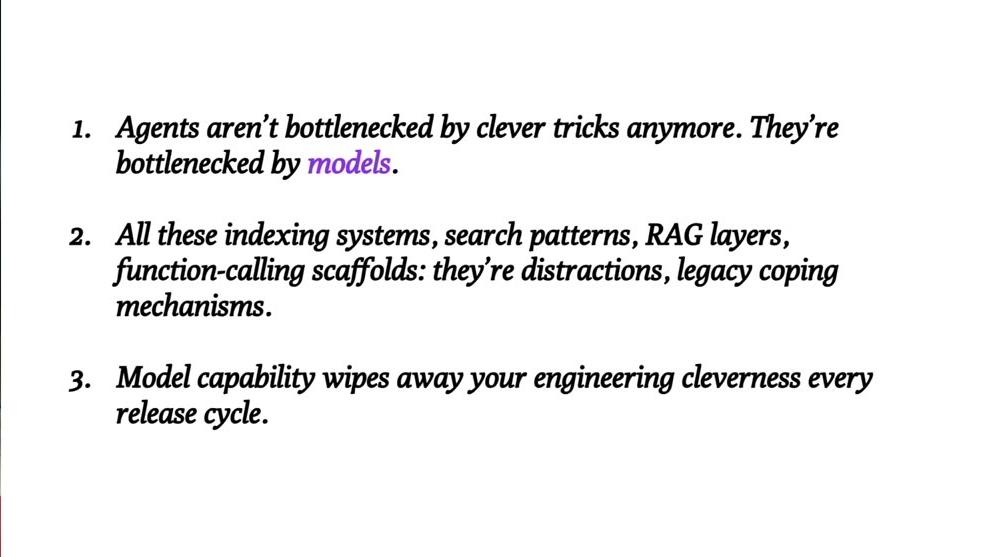 1. Agents aren't bottlenecked by clever tricks anymore. They're
bottlenecked by models.
2. All these indexing systems, search patterns, RAG layers,
function-calling scaffolds: they're distractions, legacy coping
mechanisms.
3. Model capability wipes away your engineering cleverness every
release cycle.